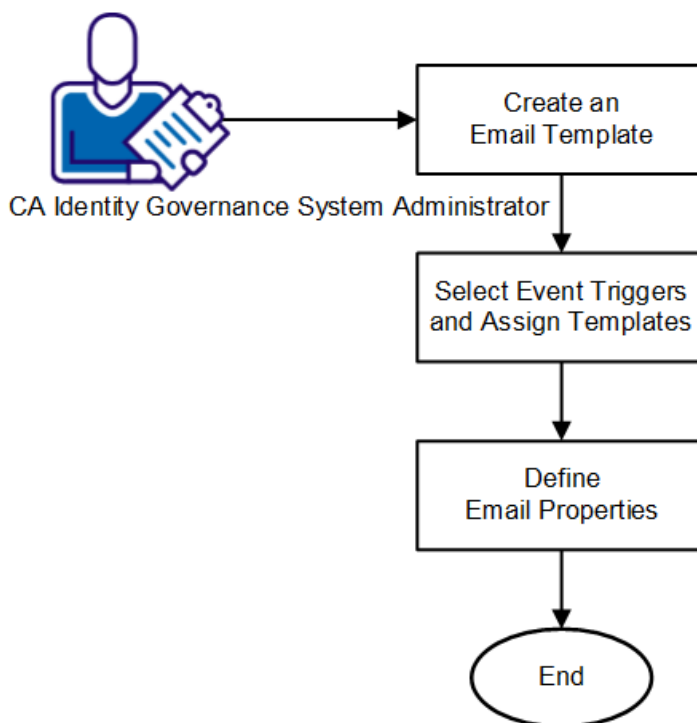 Create an
Email Template
CA Identity Governance System Administrator
Select Event Triggers
and Assign Templates
Define
Email Properties
End